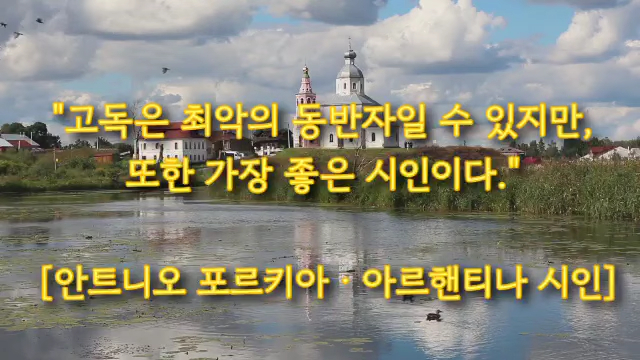 "고독은 최악의 동반자일 수 있지만,
또한 가장 좋은 시인이다."
[안트니오 포르키아 · 아르헨티나 시인]